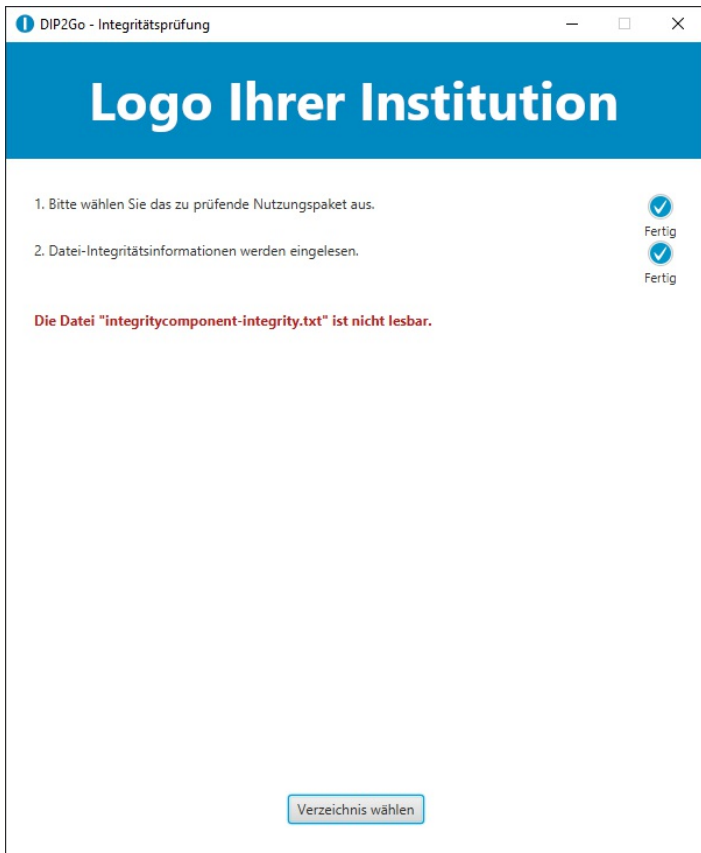 DIP2Go - Integritätsprüfung
Logo Ihrer Institution
1. Bitte wählen Sie das zu prüfende Nutzungspaket aus.
Fertig
2. Datei-Integritätsinformationen werden eingelesen.
Fertig
Die Datei "integritycomponent-integrity.txt" ist nicht lesbar.
Verzeichnis wählen